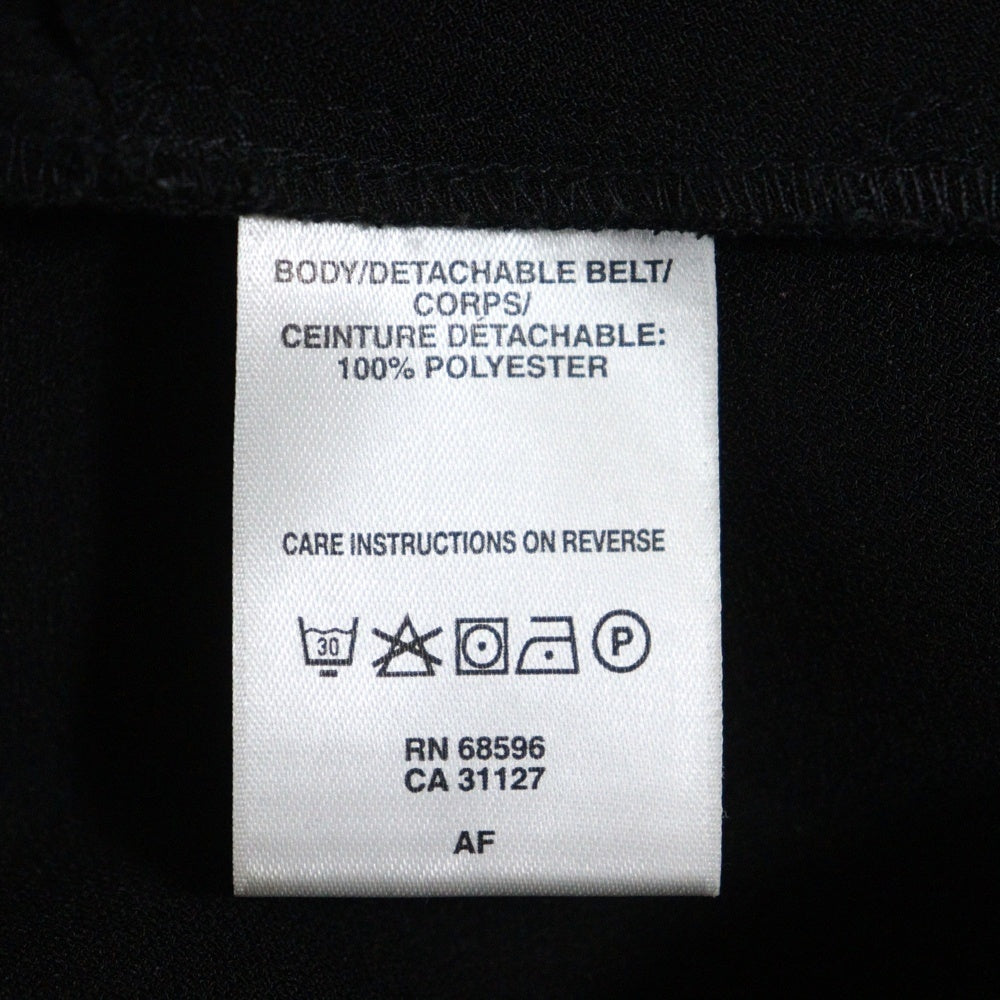 BODY/DETACHABLE BELT/
CORPS/
CEINTURE DÉTACHABLE:
100% POLYESTER
CARE INSTRUCTIONS ON REVERSE
30 P
RN 68596
CA 31127
AF